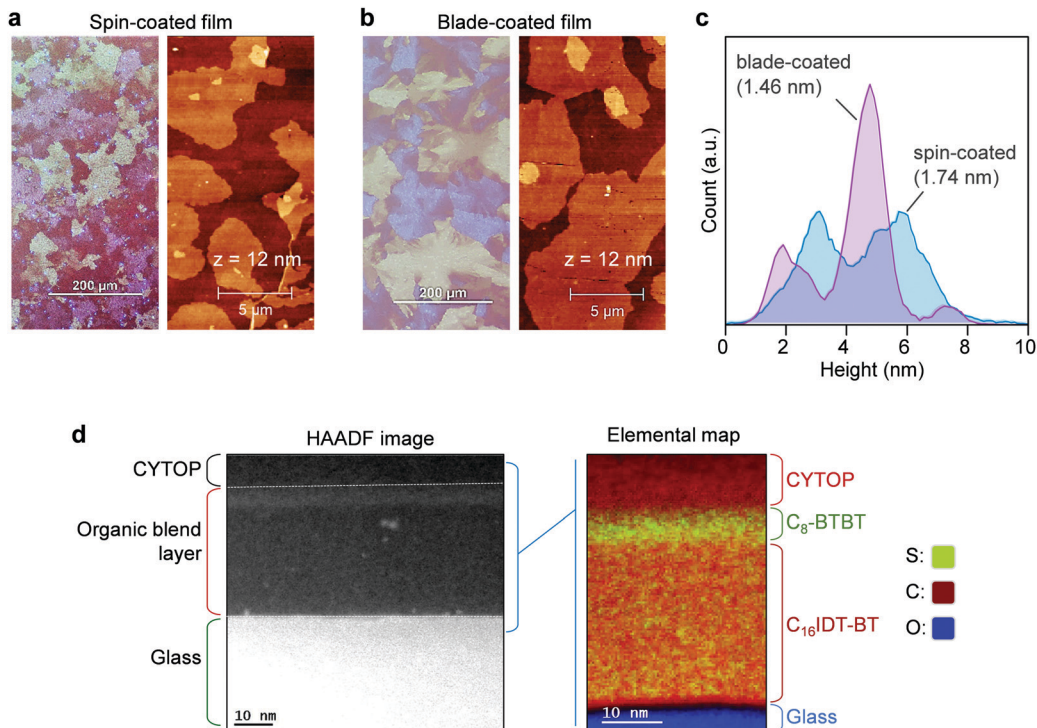 a
Spin-coated film
200 µm
z = 12 nm
5 µm
b
Blade-coated film
200 µm
z = 12 nm
5 µm
c
blade-coated
(1.46 nm)
spin-coated
(1.74 nm)
Count (a.u.)
0 2 4 6 8 10
Height (nm)
d
HAADF image
CYTOP
Organic blend
layer
Glass
10 nm
Elemental map
CYTOP
C₈-BTBT
C₁₆IDT-BT
Glass
10 nm
S:
C:
O: